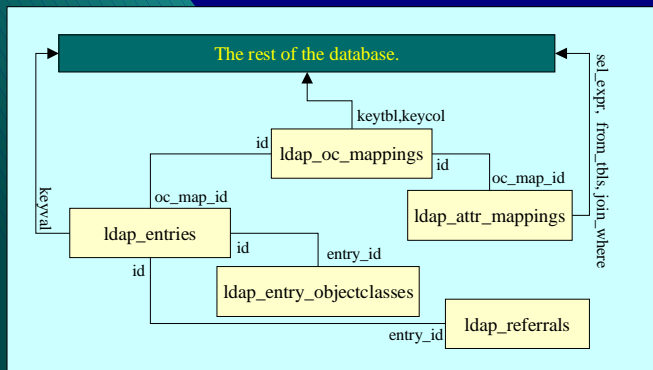 The rest of the database.
sel_expr, from_tbls, join_where
keytbl,keycol
id
ldap_oc_mappings
id
keyval
oc_map_id
oc_map_id
ldap_attr_mappings
ldap_entries
id
id
entry_id
ldap_entry_objectclasses
ldap_referrals
entry_id